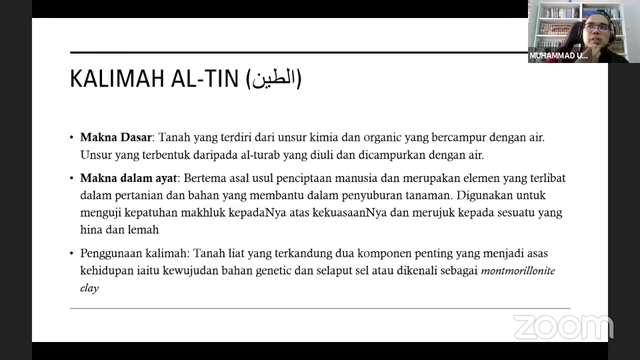 MUHAMMAD U...
KALIMAH AL-TIN (الطين)
• Makna Dasar: Tanah yang terdiri dari unsur kimia dan organic yang bercampur dengan air.
Unsur yang terbentuk daripada al-turab yang diuli dan dicampurkan dengan air.
• Makna dalam ayat: Bertema asal usul penciptaan manusia dan merupakan elemen yang terlibat
dalam pertanian dan bahan yang membantu dalam penyuburan tanaman. Digunakan untuk
menguji kepatuhan makhluk kepadaNya atas kekuasaanNya dan merujuk kepada sesuatu yang
hina dan lemah
• Penggunaan kalimah: Tanah liat yang terkandung dua komponen penting yang menjadi asas
kehidupan iaitu kewujudan bahan genetic dan selaput sel atau dikenali sebagai montmorillonite
clay
zoom